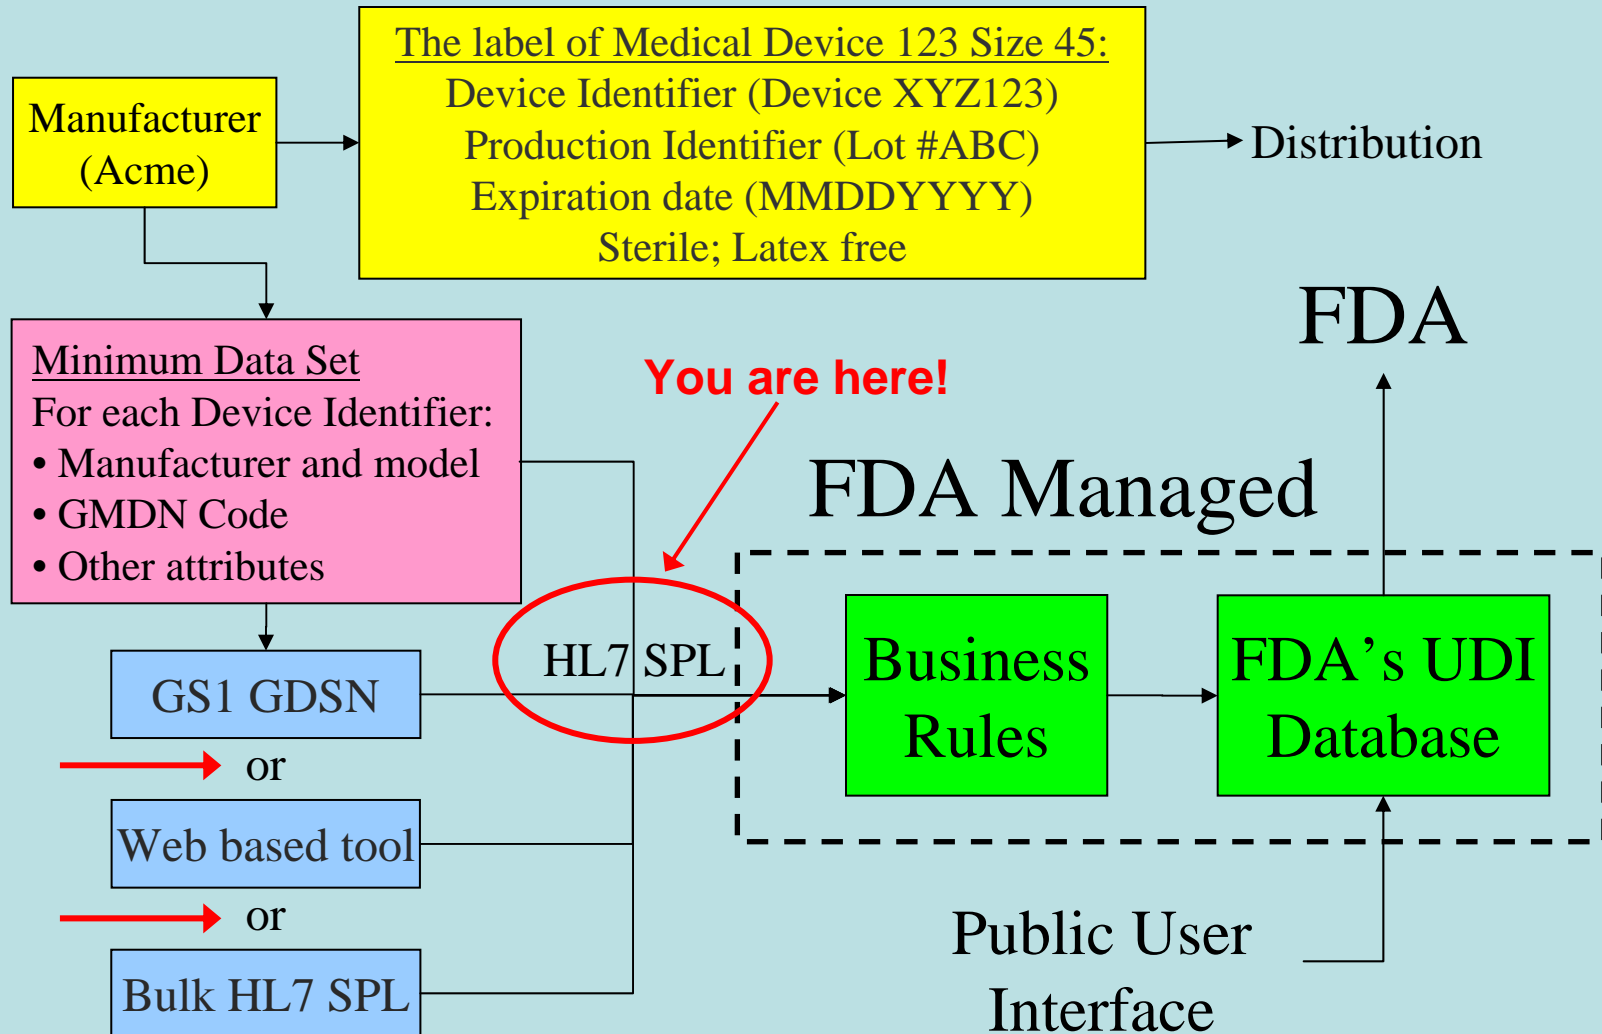 The label of Medical Device 123 Size 45:
Device Identifier (Device XYZ123)
Production Identifier (Lot #ABC)
Expiration date (MMDDYYYY)
Sterile; Latex free
Manufacturer
(Acme)
Distribution
Minimum Data Set
For each Device Identifier:
• Manufacturer and model
• GMDN Code
• Other attributes
You are here!
FDA
FDA Managed
HL7 SPL
Business
Rules
FDA’s UDI
Database
GS1 GDSN
or
Web based tool
or
Bulk HL7 SPL
Public User
Interface